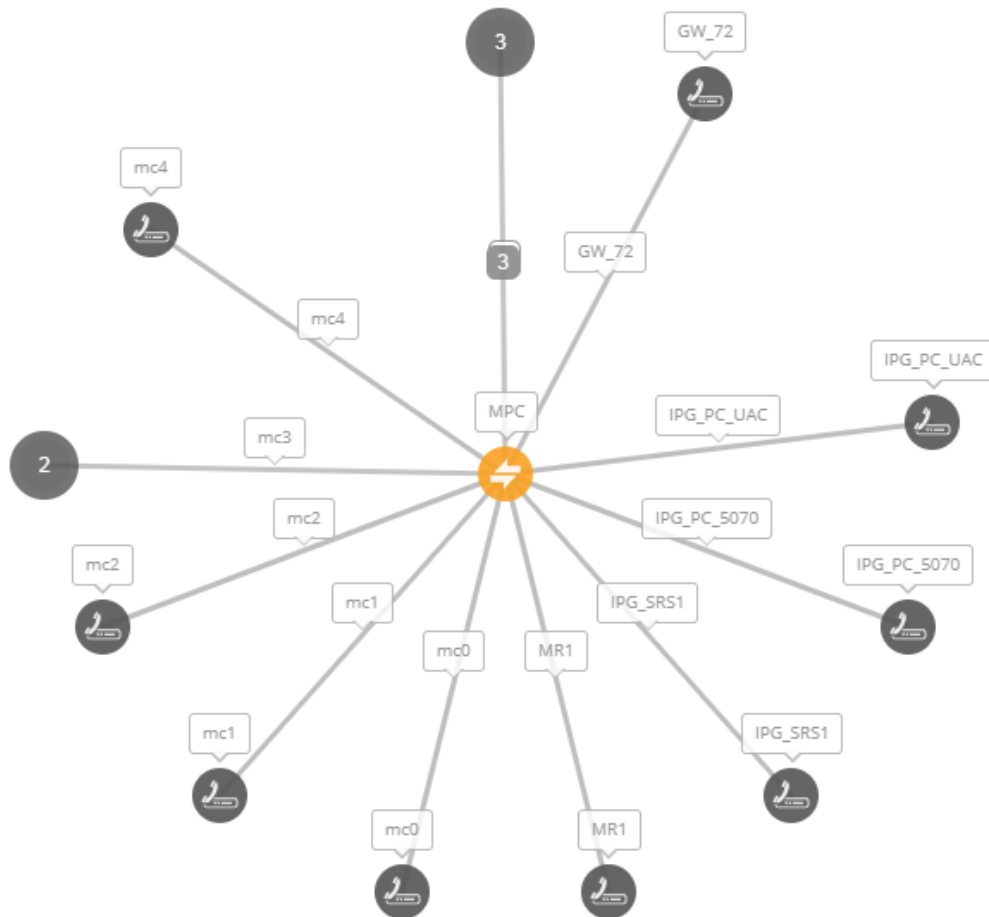 3
GW_72
mc4
GW_72
3
mc4
IPG_PC_UAC
MPC
IPG_PC_UAC
mc3
2
mc2
IPG_PC_5070
mc2
IPG_PC_5070
mc1
IPG_SRS1
mc0
MR1
mc1
IPG_SRS1
mc0
MR1